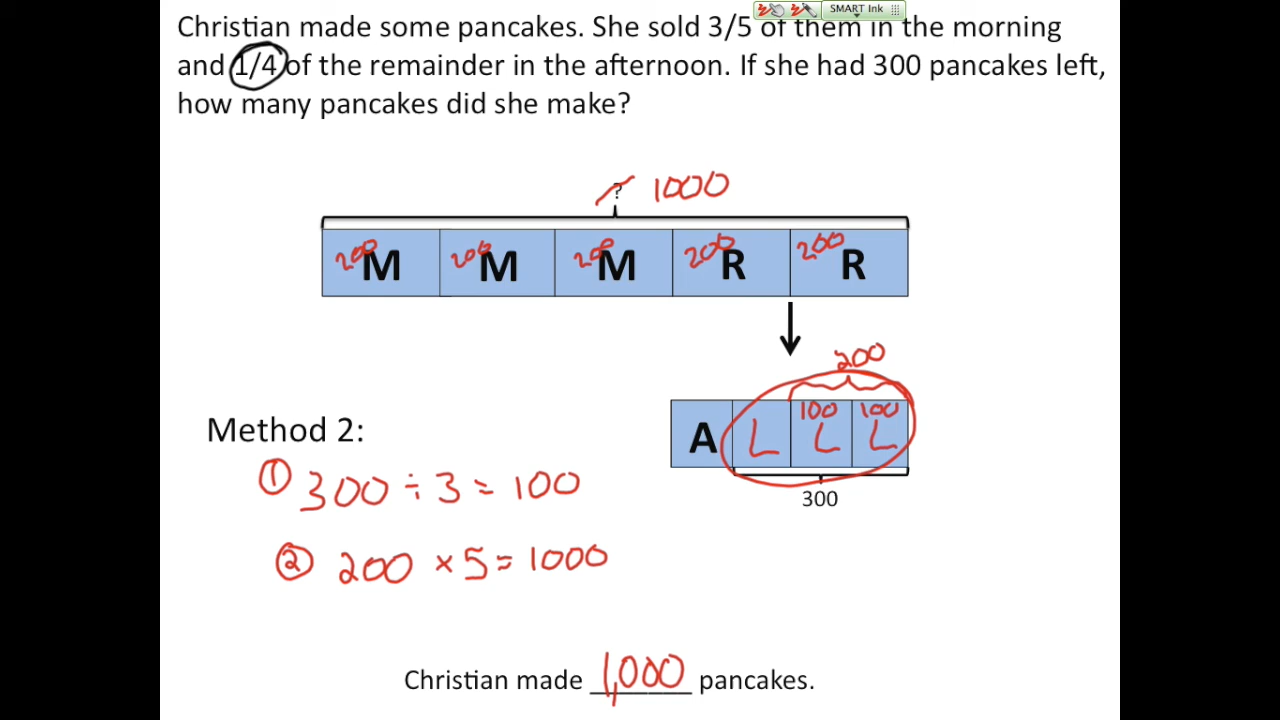 SMART Ink
Christian made some pancakes. She sold 3/5 of them in the morning
and 1/4 of the remainder in the afternoon. If she had 300 pancakes left,
how many pancakes did she make?
? 1000
200 M 200 M 200 M 200 R 200 R
200
100 100
A L L L
300
Method 2:
① 300 ÷ 3 = 100
② 200 × 5 = 1000
Christian made 1,000 pancakes.